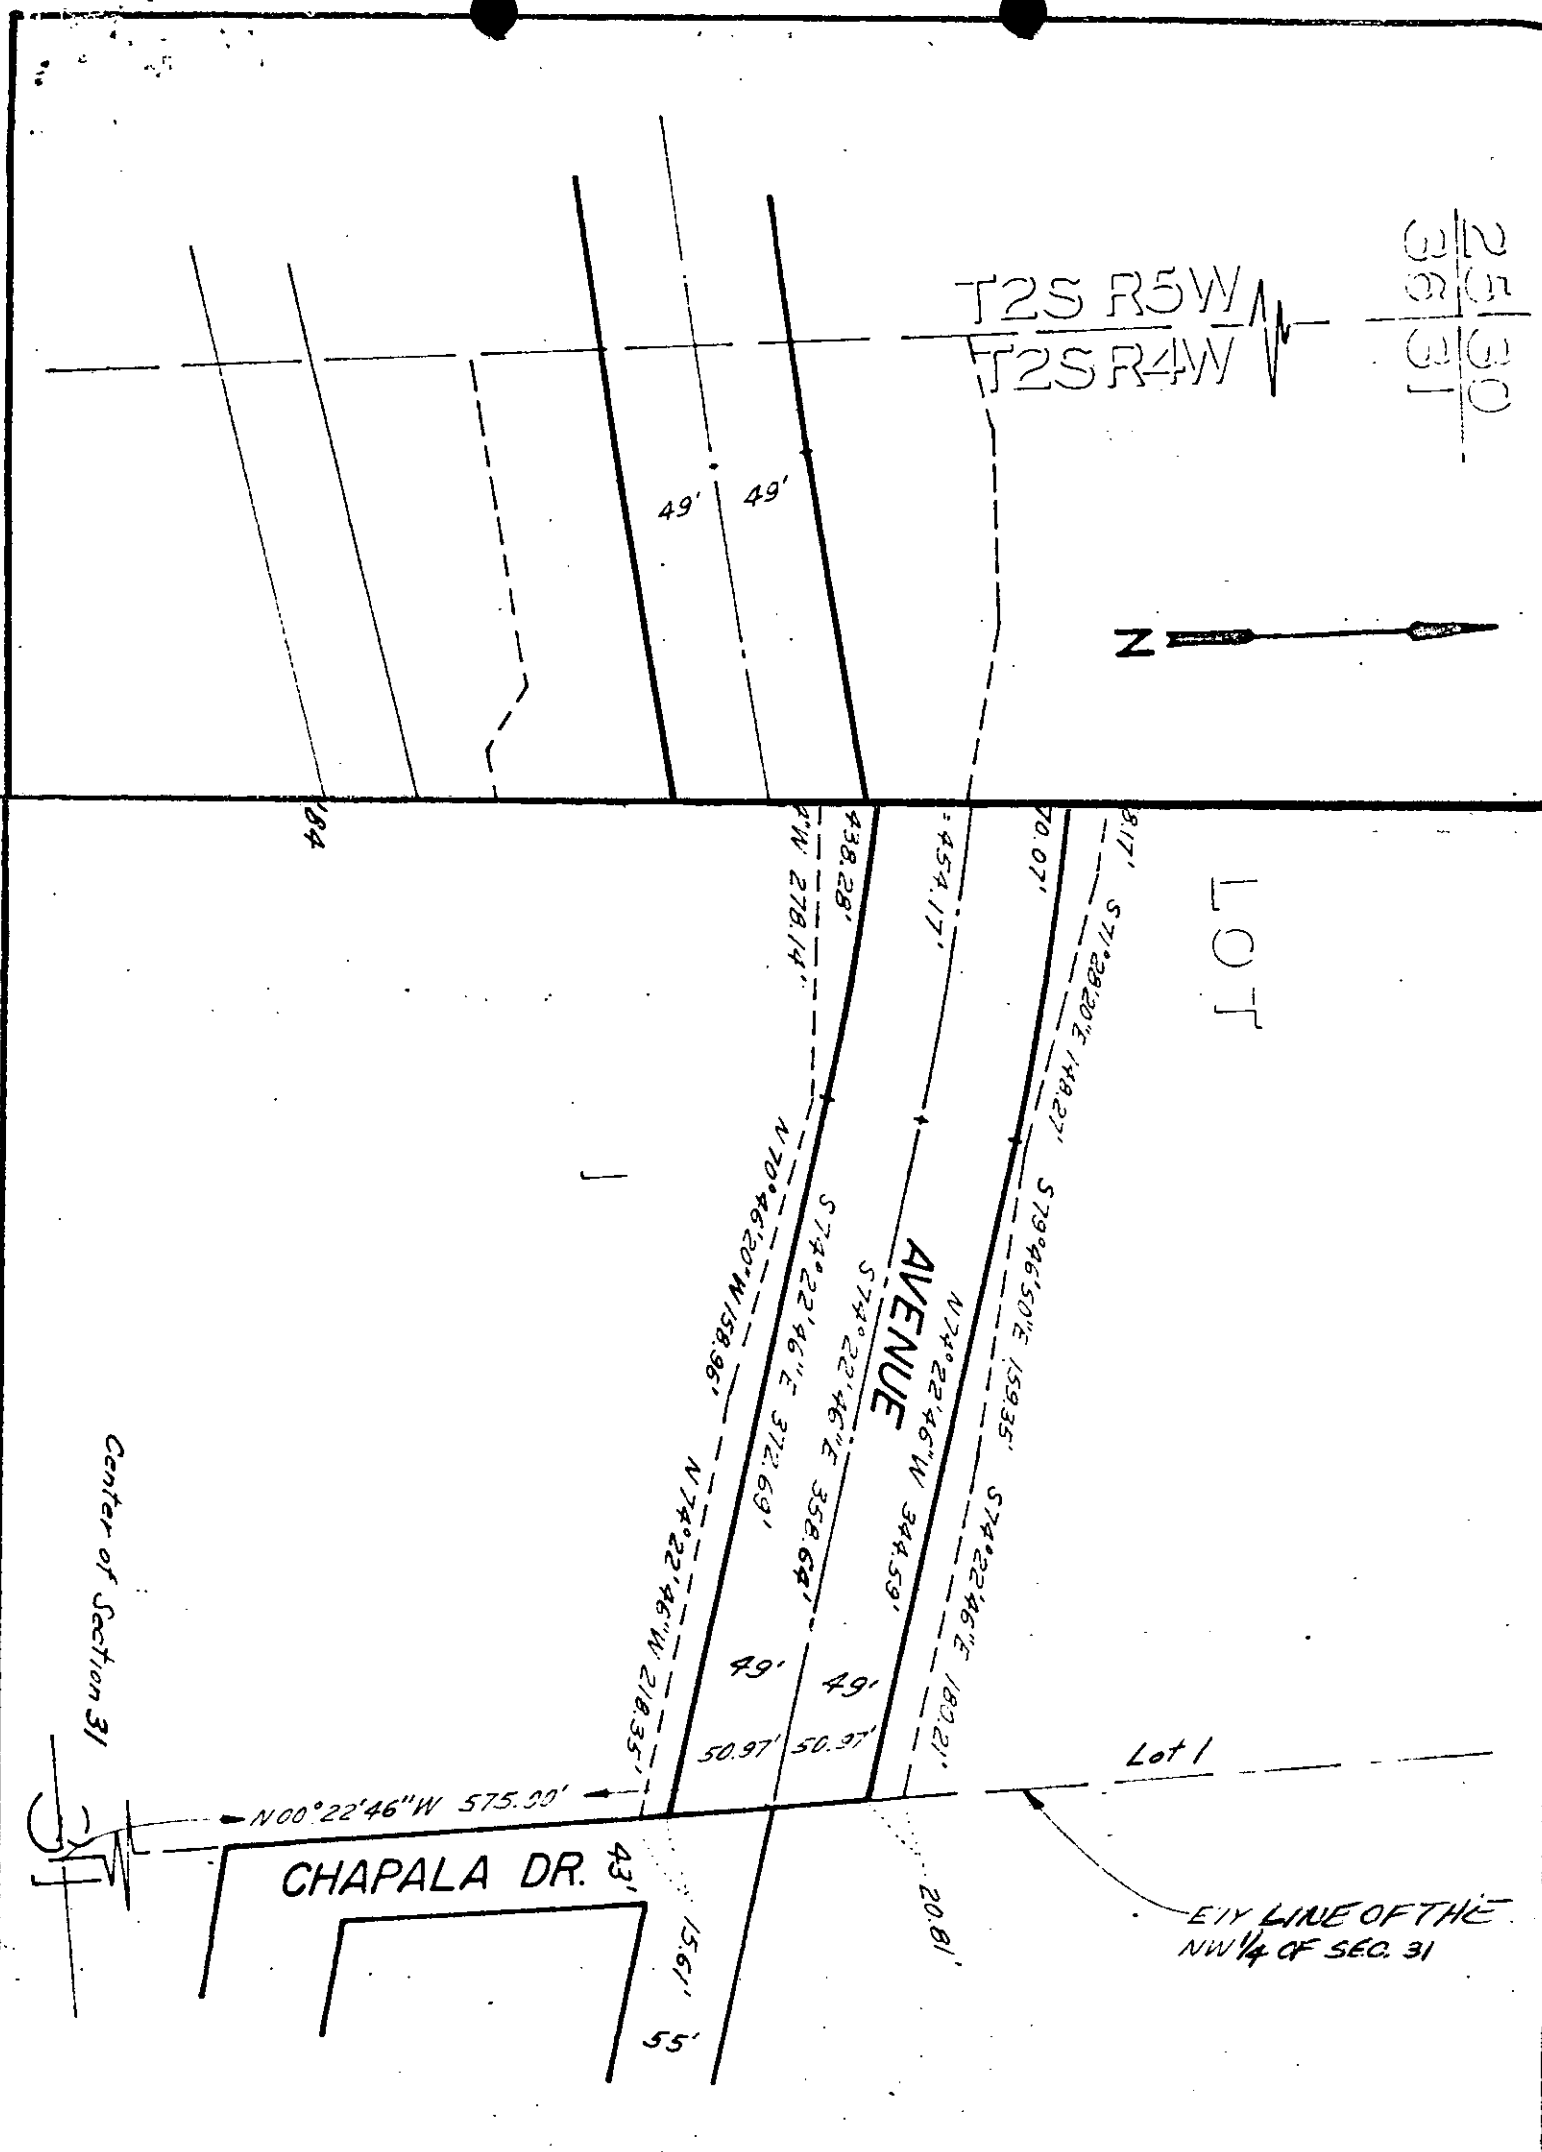 T2S R5W
T2S R4W
25 30
36 31
49' 49'
N
'84
4"W 278.14'
438.28'
= 454.17'
70.07'
8.17'
S71°28'20"E 148.27'
LOT
1
N70°46'20"W 158.96'
S74°22'46"E 372.69'
S74°22'46"E 358.64'
AVENUE
N74°22'46"W 344.59'
S79°46'50"E 159.35'
S74°22'46"E 180.21'
N74°22'46"W 218.35'
49' 49'
50.97' 50.97'
Center of Section 31
Lot 1
N00°22'46"W 575.00'
CHAPALA DR.
43'
15.61'
55'
20.81'
E'LY LINE OF THE
NW 1/4 OF SEC. 31